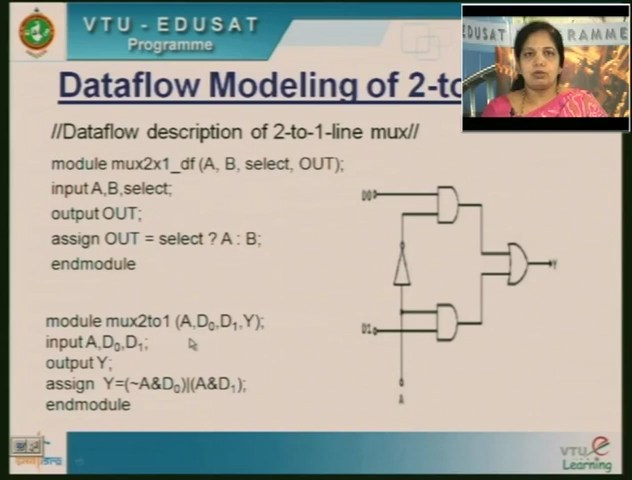 VTU - EDUSAT
Programme
EDUSAT
PROGRAMME
Dataflow Modeling of 2-to
//Dataflow description of 2-to-1-line mux//
module mux2x1_df (A, B, select, OUT);
input A,B,select;
output OUT;
assign OUT = select ? A : B;
endmodule
D0
D1
Y
A
module mux2to1 (A,D₀,D₁,Y);
input A,D₀,D₁;
output Y;
assign Y=(~A&D₀)|(A&D₁);
endmodule
VTU e
Learning